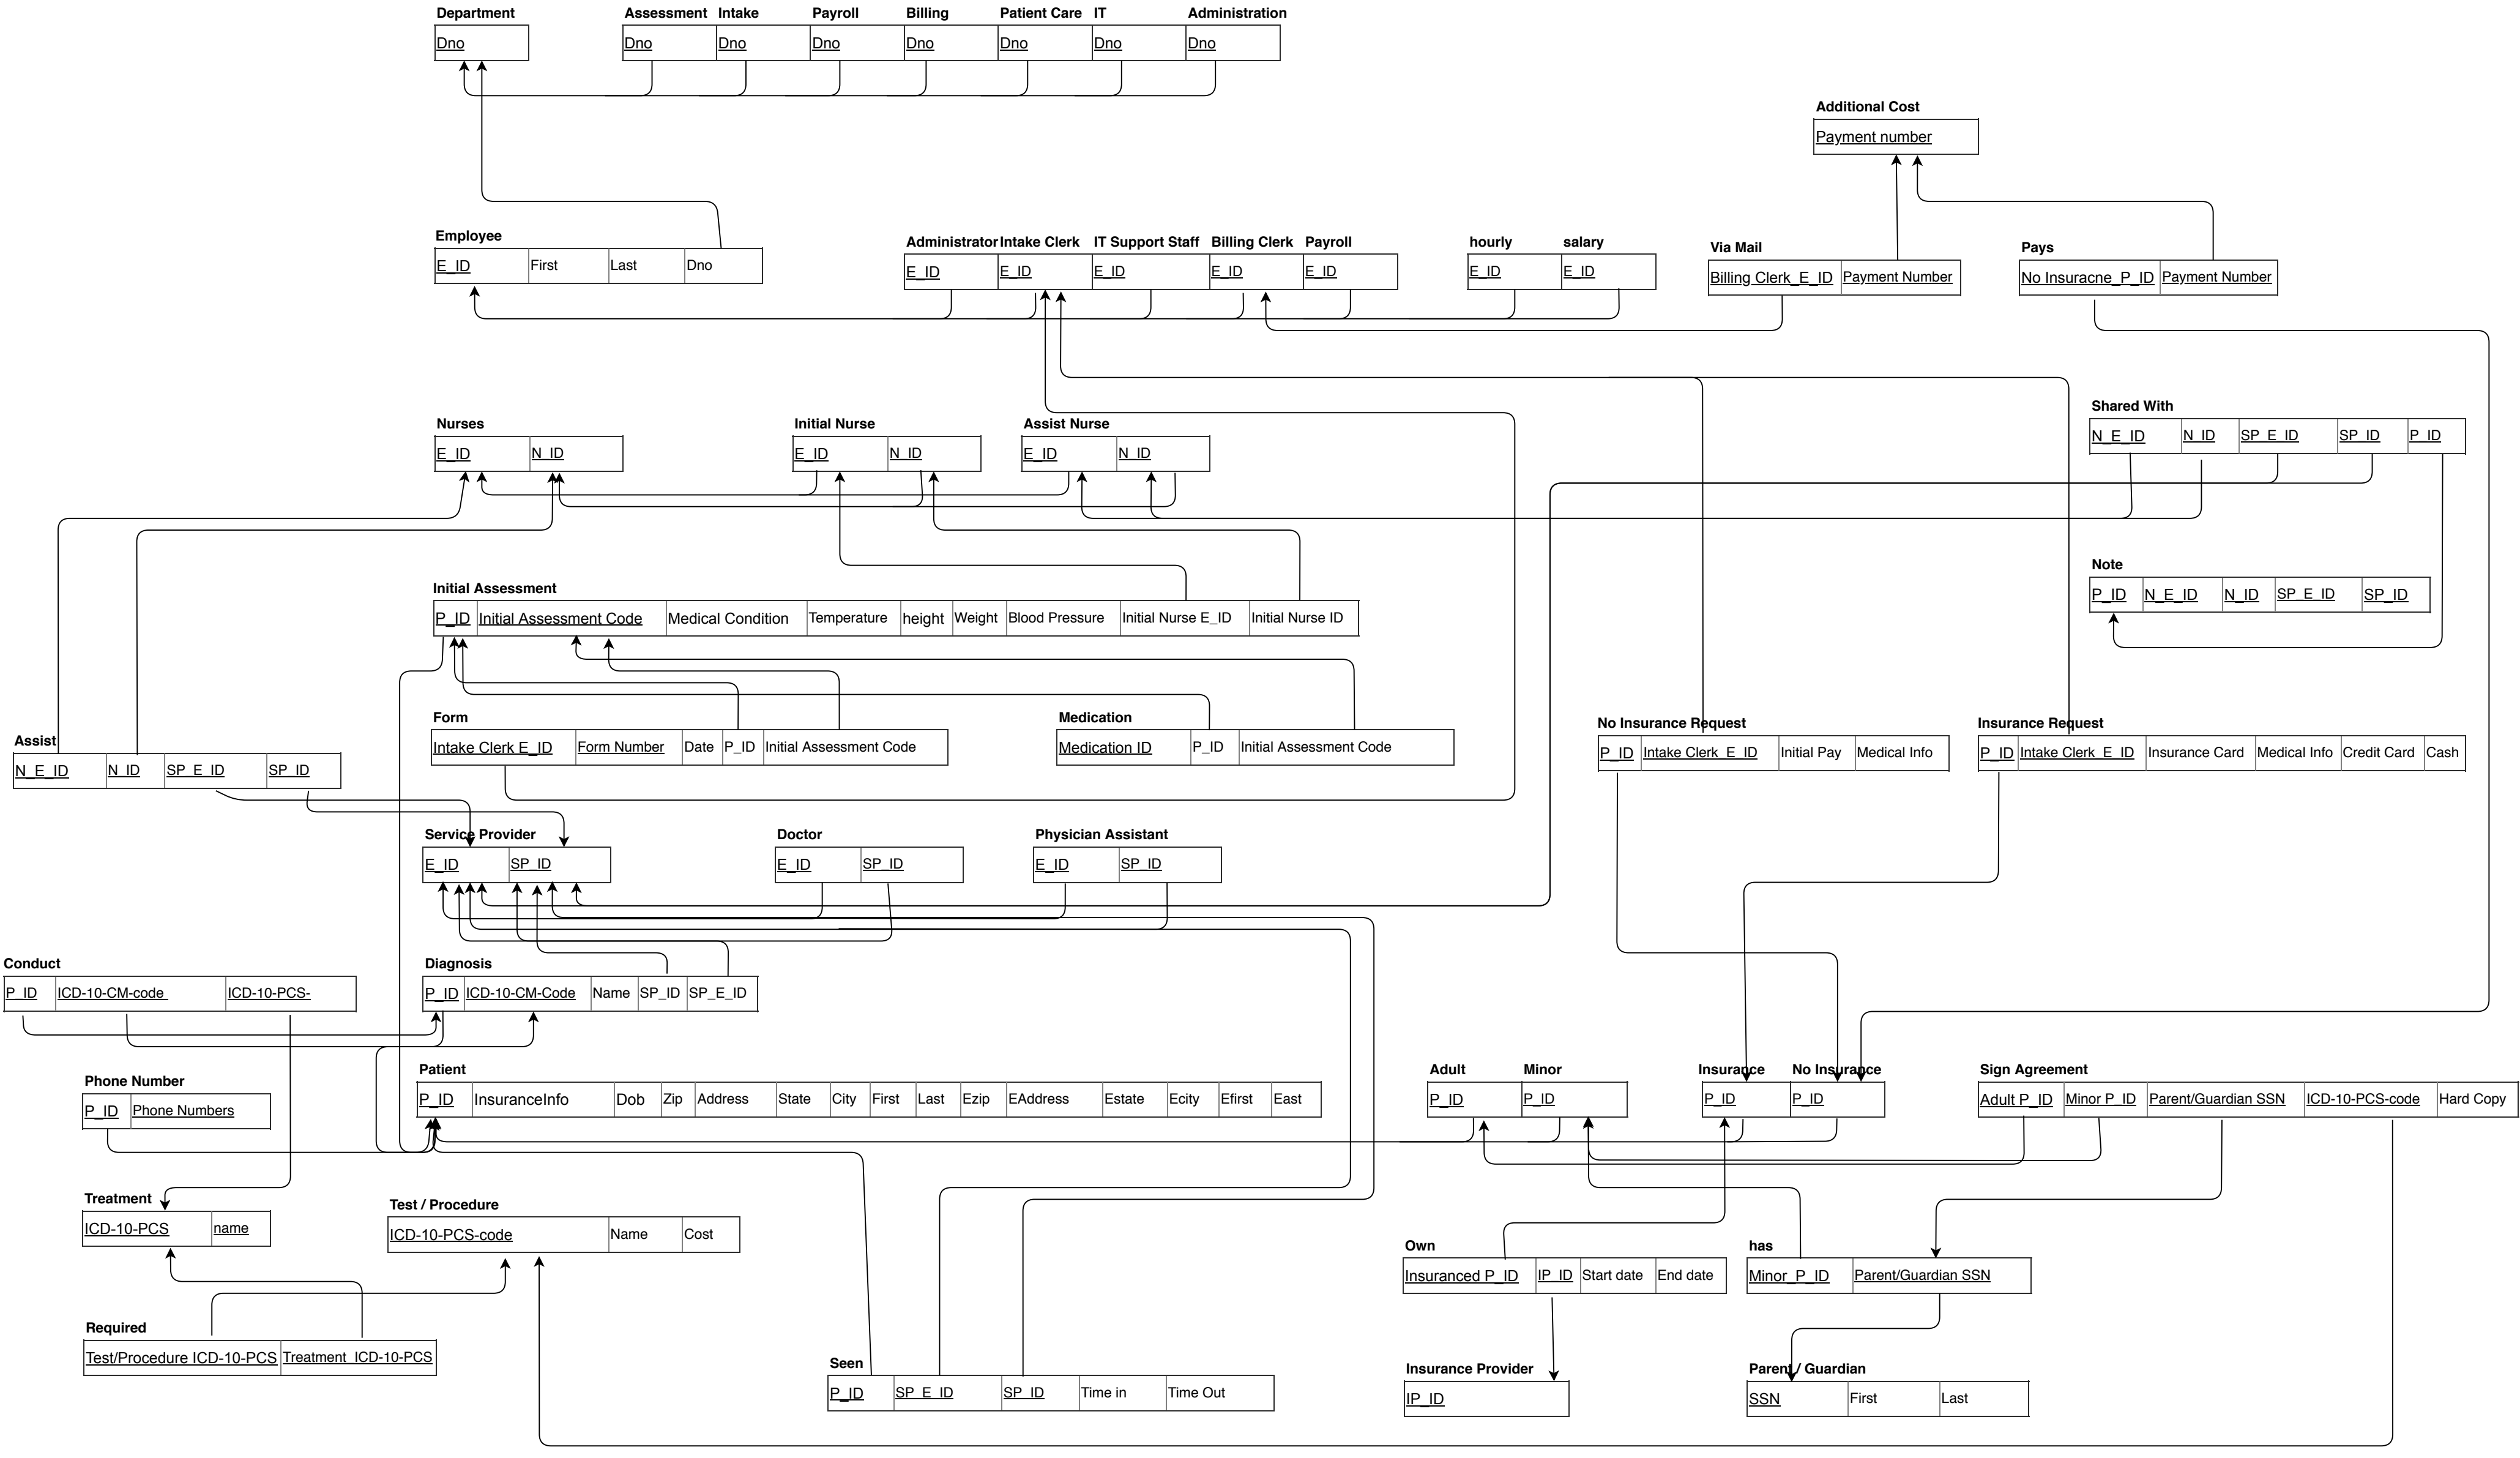 Department
Dno
Assessment Intake Payroll Billing Patient Care IT Administration
Dno Dno Dno Dno Dno Dno Dno
Additional Cost
Payment number
Employee
E_ID First Last Dno
Administrator Intake Clerk IT Support Staff Billing Clerk Payroll
E_ID E_ID E_ID E_ID E_ID
hourly salary
E_ID E_ID
Via Mail
Billing Clerk_E_ID Payment Number
Pays
No Insuracne_P_ID Payment Number
Nurses
E_ID N_ID
Initial Nurse
E_ID N_ID
Assist Nurse
E_ID N_ID
Shared With
N_E_ID N_ID SP_E_ID SP_ID P_ID
Note
P_ID N_E_ID N_ID SP_E_ID SP_ID
Initial Assessment
P_ID Initial Assessment Code Medical Condition Temperature height Weight Blood Pressure Initial Nurse E_ID Initial Nurse ID
Form
Intake Clerk E_ID Form Number Date P_ID Initial Assessment Code
Medication
Medication ID P_ID Initial Assessment Code
No Insurance Request
P_ID Intake Clerk_E_ID Initial Pay Medical Info
Insurance Request
P_ID Intake Clerk_E_ID Insurance Card Medical Info Credit Card Cash
Assist
N_E_ID N_ID SP_E_ID SP_ID
Service Provider
E_ID SP_ID
Doctor
E_ID SP_ID
Physician Assistant
E_ID SP_ID
Conduct
P_ID ICD-10-CM-code ICD-10-PCS-
Diagnosis
P_ID ICD-10-CM-Code Name SP_ID SP_E_ID
Phone Number
P_ID Phone Numbers
Patient
P_ID InsuranceInfo Dob Zip Address State City First Last Ezip EAddress Estate Ecity Efirst East
Adult Minor
P_ID P_ID
Insurance No Insurance
P_ID P_ID
Sign Agreement
Adult P_ID Minor P_ID Parent/Guardian SSN ICD-10-PCS-code Hard Copy
Treatment
ICD-10-PCS name
Test / Procedure
ICD-10-PCS-code Name Cost
Own
Insuranced P_ID IP_ID Start date End date
has
Minor_P_ID Parent/Guardian SSN
Required
Test/Procedure ICD-10-PCS Treatment_ICD-10-PCS
Seen
P_ID SP_E_ID SP_ID Time in Time Out
Insurance Provider
IP_ID
Parent / Guardian
SSN First Last